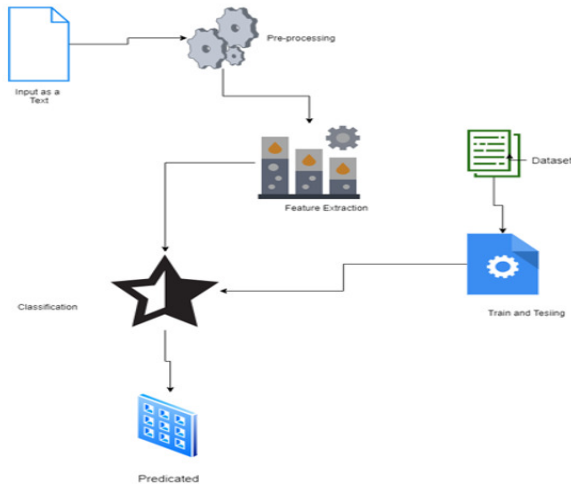 Pre-processing
Input as a
Text
Dataset
Feature Extraction
Classification
Train and Tesiing
Predicated